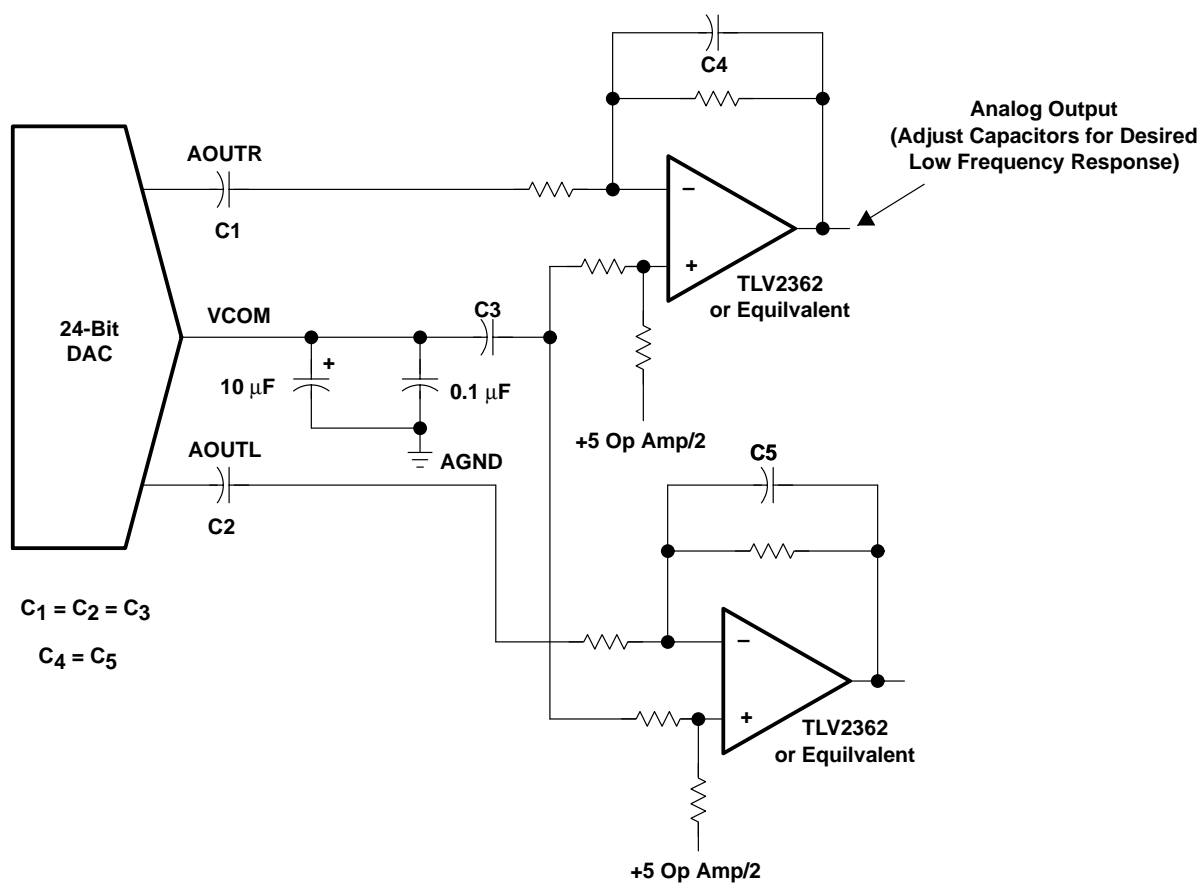 C4
Analog Output
(Adjust Capacitors for Desired
Low Frequency Response)
AOUTR
C1
−
+
TLV2362
or Equilvalent
24-Bit
DAC
VCOM
C3
+
10 μF
0.1 μF
+5 Op Amp/2
AOUTL
AGND
C2
C5
C1 = C2 = C3
C4 = C5
−
+
TLV2362
or Equilvalent
+5 Op Amp/2